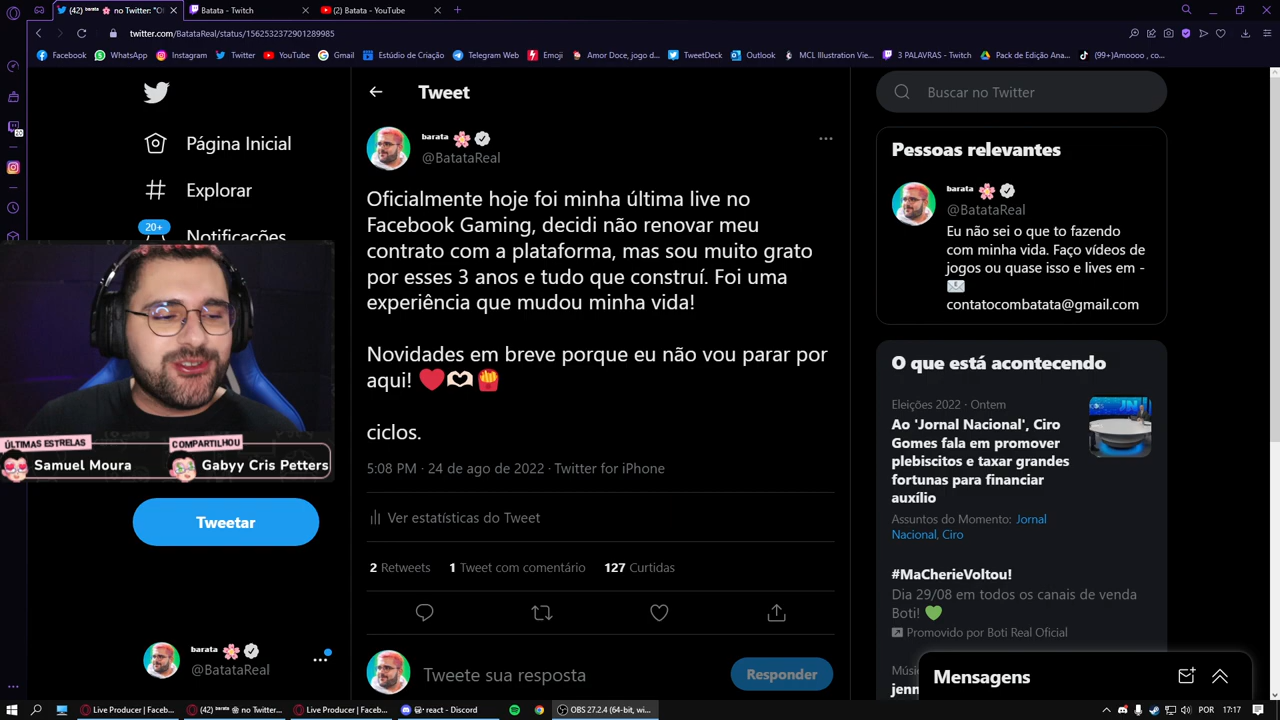 (42) ᵇᵃʳᵃᵗᵃ 🌸 no Twitter: "O
Batata - Twitch
(2) Batata - YouTube
twitter.com/BatataReal/status/1562532372901289985
Facebook
WhatsApp
Instagram
Twitter
YouTube
Gmail
Estúdio de Criação
Telegram Web
Emoji
Amor Doce, jogo d...
TweetDeck
Outlook
MCL Illustration Vie...
3 PALAVRAS - Twitch
Pack de Edição Ana...
(99+)Amoooo , co...
Tweet
Buscar no Twitter
Página Inicial
Explorar
20+
Notificações
ᵇᵃʳᵃᵗᵃ 🌸
@BatataReal
Oficialmente hoje foi minha última live no
Facebook Gaming, decidi não renovar meu
contrato com a plataforma, mas sou muito grato
por esses 3 anos e tudo que construí. Foi uma
experiência que mudou minha vida!
Novidades em breve porque eu não vou parar por
aqui! ❤️🫶🏻🍟
ciclos.
5:08 PM · 24 de ago de 2022 · Twitter for iPhone
Ver estatísticas do Tweet
2 Retweets 1 Tweet com comentário 127 Curtidas
Tweete sua resposta
Responder
Pessoas relevantes
ᵇᵃʳᵃᵗᵃ 🌸
@BatataReal
Eu não sei o que to fazendo
com minha vida. Faço vídeos de
jogos ou quase isso e lives em -
📩
contatocombatata@gmail.com
O que está acontecendo
Eleições 2022 · Ontem
Ao 'Jornal Nacional', Ciro
Gomes fala em promover
plebiscitos e taxar grandes
fortunas para financiar
auxílio
Assuntos do Momento: Jornal
Nacional, Ciro
#MaCherieVoltou!
Dia 29/08 em todos os canais de venda
Boti! 💚
Promovido por Boti Real Oficial
Músi
jenn
Mensagens
ÚLTIMAS ESTRELAS
Samuel Moura
COMPARTILHOU
Gabyy Cris Petters
Tweetar
ᵇᵃʳᵃᵗᵃ 🌸
@BatataReal
Live Producer | Faceb...
(42) ᵇᵃʳᵃᵗᵃ 🌸 no Twitter...
Live Producer | Faceb...
react - Discord
OBS 27.2.4 (64-bit, wi...
POR
17:17